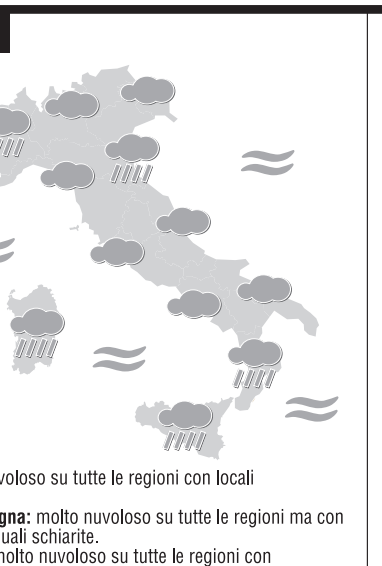 voloso su tutte le regioni con locali
gna: molto nuvoloso su tutte le regioni ma con
uali schiarite.
nolto nuvoloso su tutte le regioni con